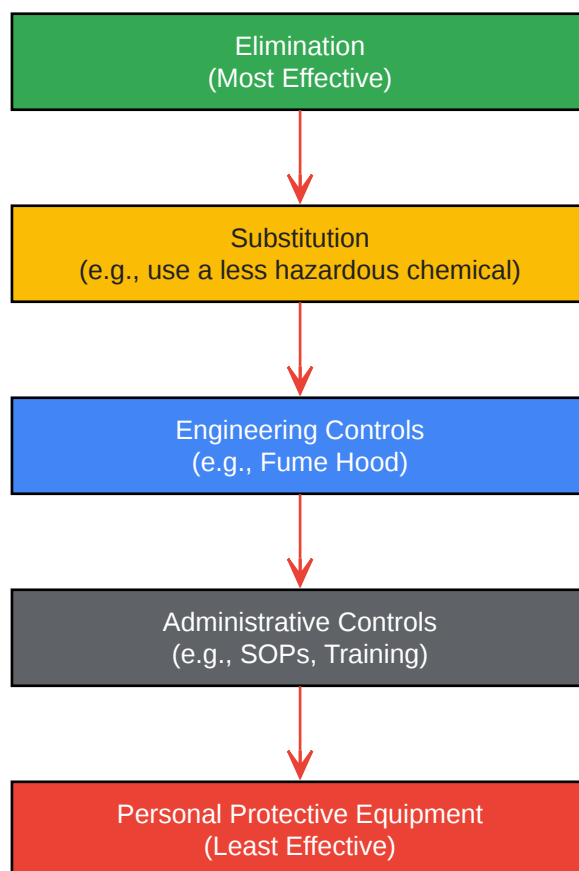 Elimination
(Most Effective)
Substitution
(e.g., use a less hazardous chemical)
Engineering Controls
(e.g., Fume Hood)
Administrative Controls
(e.g., SOPs, Training)
Personal Protective Equipment
(Least Effective)